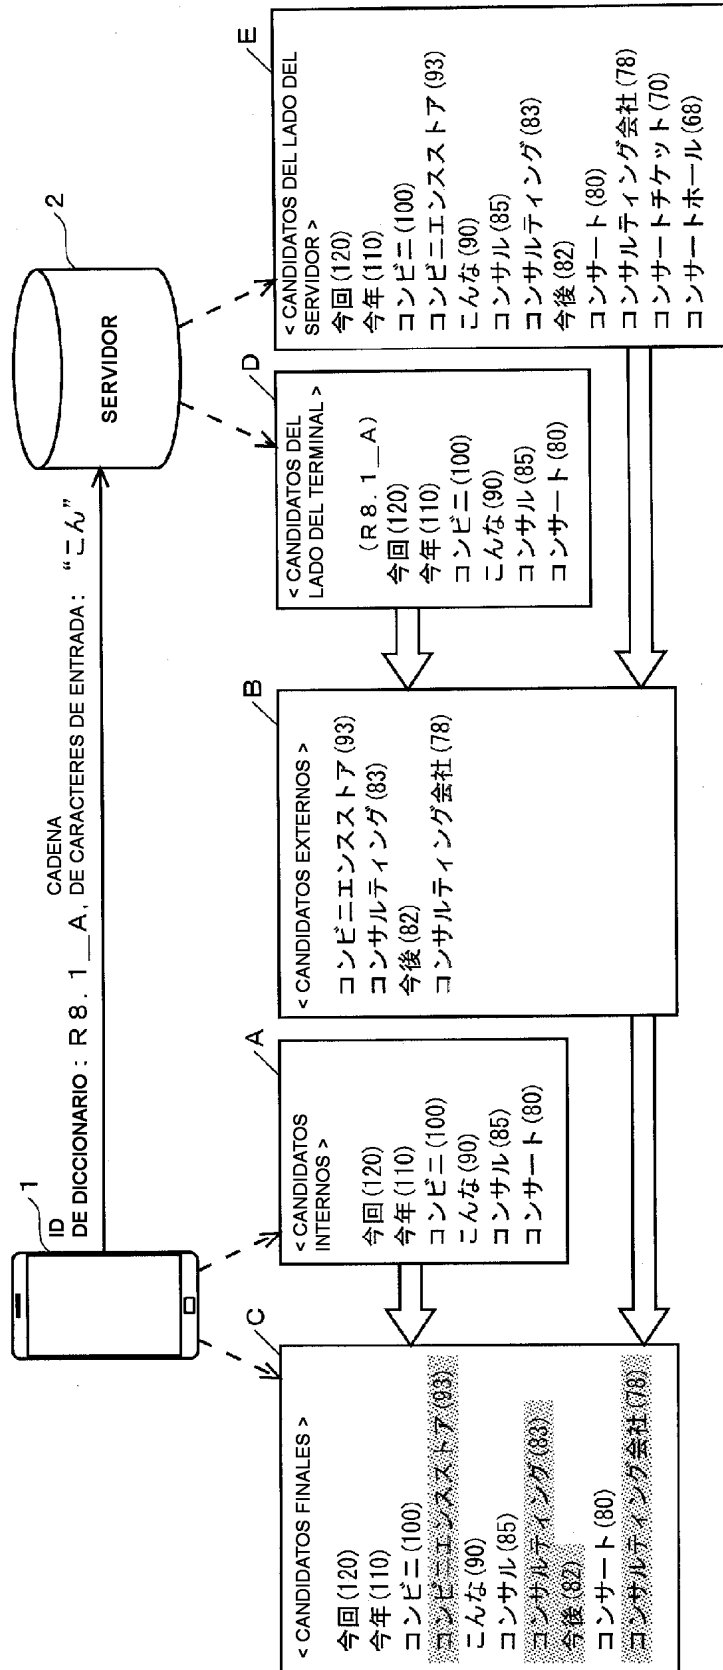 1
ID
DE DICCIONARIO: R8.1__A,
CADENA
DE CARACTERES DE ENTRADA: “こん”
2
SERVIDOR
C
< CANDIDATOS FINALES >
今回(120)
今年(110)
コンビニ(100)
コンビニエンスストア(93)
こんな(90)
コンサル(85)
コンサルティング(83)
今後(82)
コンサート(80)
コンサルティング会社(78)
A
< CANDIDATOS
INTERNOS >
今回(120)
今年(110)
コンビニ(100)
こんな(90)
コンサル(85)
コンサート(80)
B
< CANDIDATOS EXTERNOS >
コンビニエンスストア(93)
コンサルティング(83)
今後(82)
コンサルティング会社(78)
D
< CANDIDATOS DEL
LADO DEL TERMINAL >
(R8.1__A)
今回(120)
今年(110)
コンビニ(100)
こんな(90)
コンサル(85)
コンサート(80)
E
< CANDIDATOS DEL LADO DEL
SERVIDOR >
今回(120)
今年(110)
コンビニ(100)
コンビニエンスストア(93)
こんな(90)
コンサル(85)
コンサルティング(83)
今後(82)
コンサート(80)
コンサルティング会社(78)
コンサートチケット(70)
コンサートホール(68)